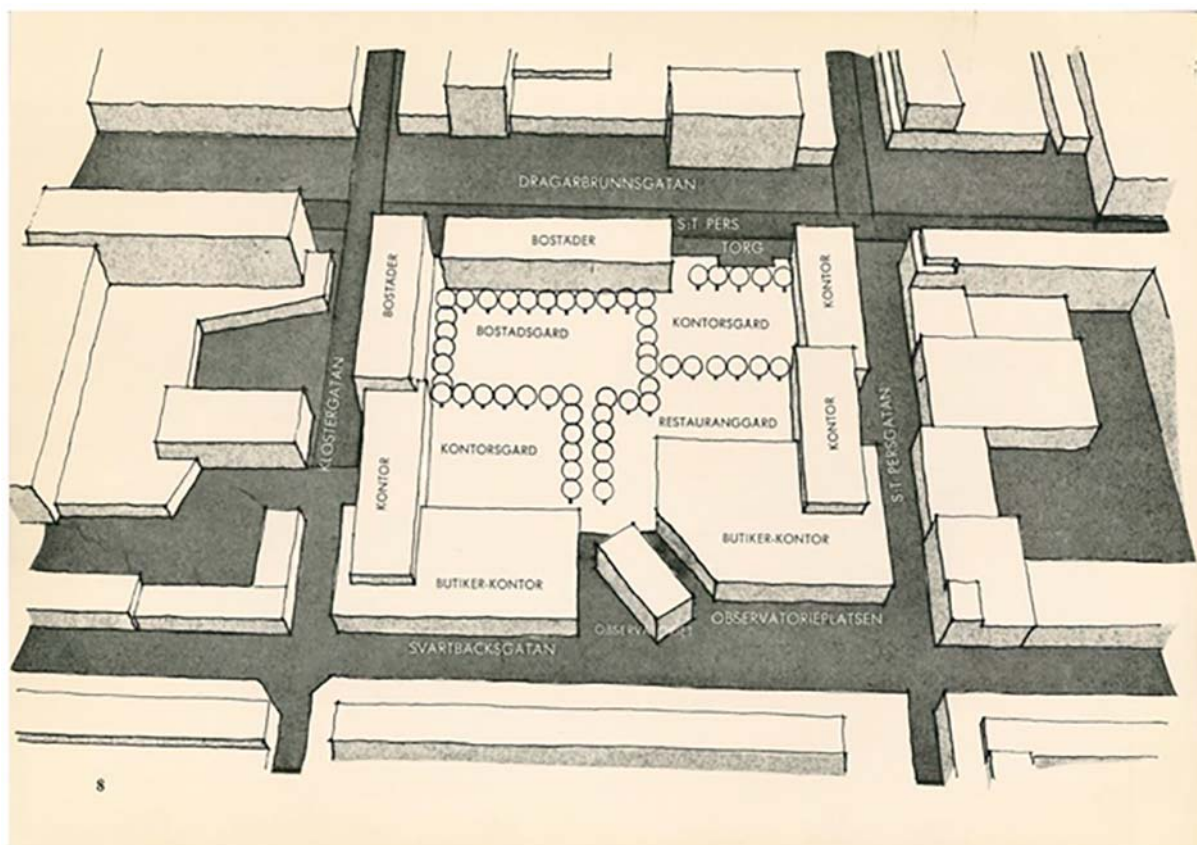 DRAGARBRUNNSGATAN
S:T PERS
TORG
BOSTÄDER
BOSTÄDER
KONTOR
BOSTADSGÅRD
KONTORSGÅRD
KLOSTERGATAN
KONTOR
RESTAURANGGÅRD
KONTORSGÅRD
KONTOR
S:T PERSGATAN
BUTIKER-KONTOR
BUTIKER-KONTOR
OBSERVATORIEPLATSEN
SVARTBÄCKSGATAN
8